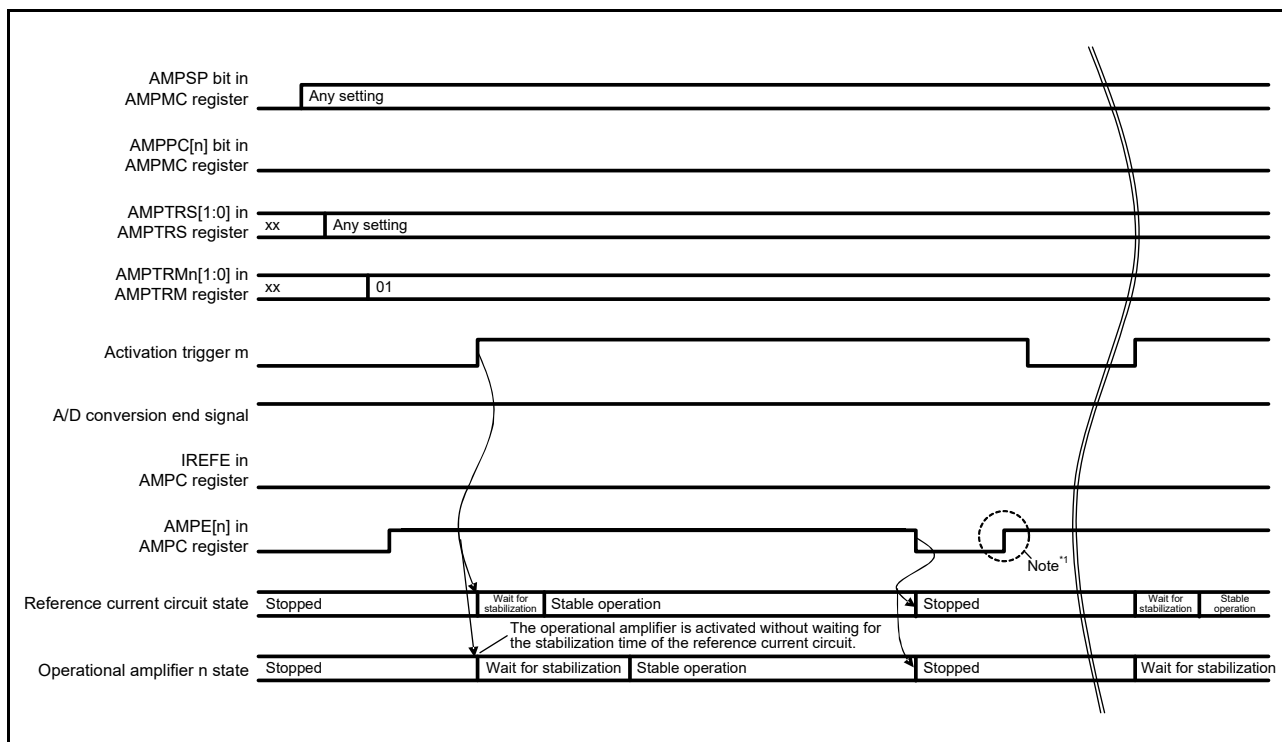 AMPSP bit in
AMPMC register
Any setting
AMPPC[n] bit in
AMPMC register
AMPTRS[1:0] in
AMPTRS register
xx
Any setting
AMPTRMn[1:0] in
AMPTRM register
xx
01
Activation trigger m
A/D conversion end signal
IREFE in
AMPC register
AMPE[n] in
AMPC register
Note*1
Reference current circuit state
Stopped
Wait for
stabilization
Stable operation
Stopped
Wait for
stabilization
Stable
operation
The operational amplifier is activated without waiting for
the stabilization time of the reference current circuit.
Operational amplifier n state
Stopped
Wait for stabilization
Stable operation
Stopped
Wait for stabilization